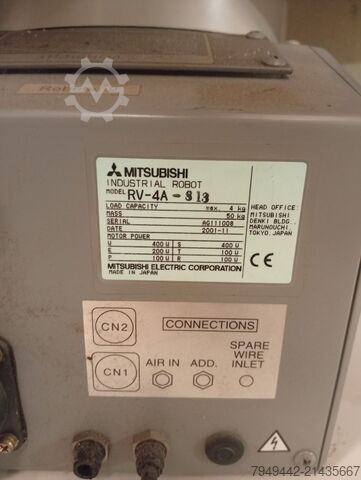 MITSUBISHI
INDUSTRIAL ROBOT
MODEL RV-4A-S13
LOAD CAPACITY max. 4 kg
MASS 50 kg
SERIAL AG111008
DATE 2001-11
MOTOR POWER
W 400 U S 400 U
E 200 U T 100 U
P 100 U R 100 U
MITSUBISHI ELECTRIC CORPORATION
MADE IN JAPAN
HEAD OFFICE:
MITSUBISHI
DENKI BLDG.,
MARUNOUCHI,
TOKYO.JAPAN
CE
CN2
CONNECTIONS
CN1
AIR IN
ADD.
SPARE
WIRE
INLET
7949442-21435667